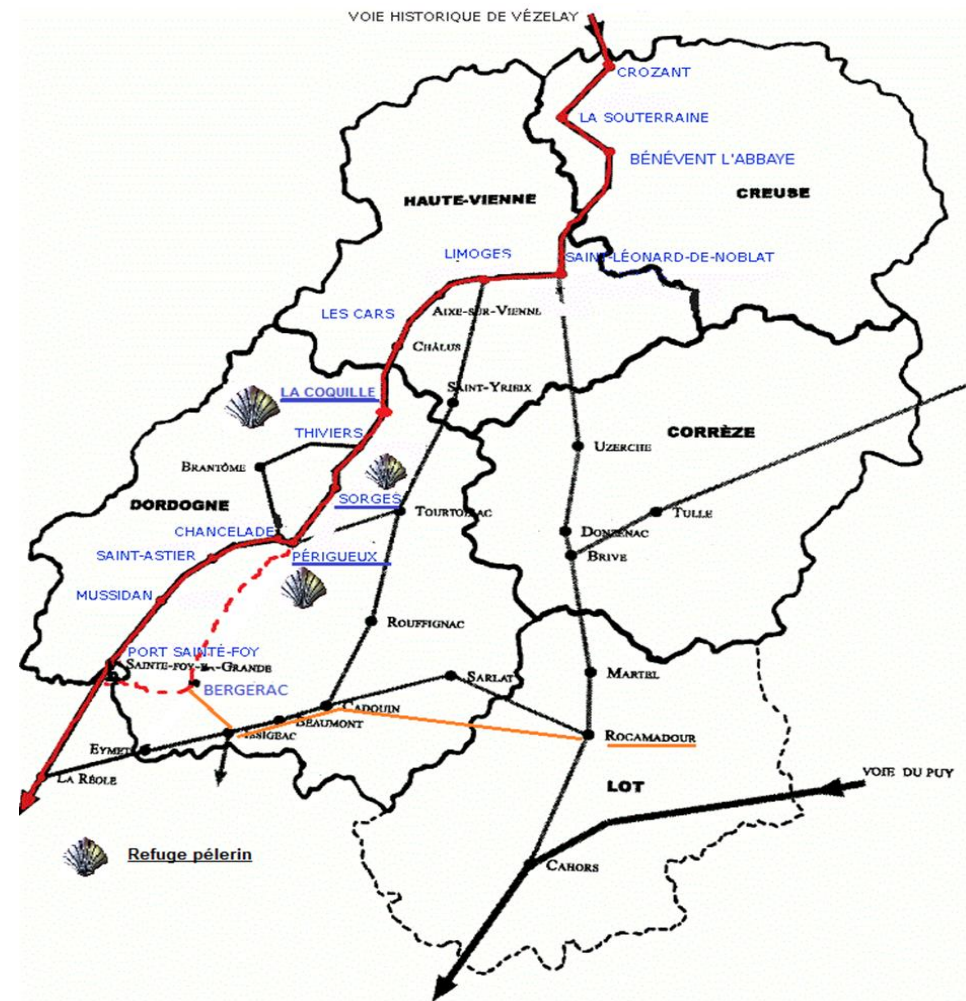 VOIE HISTORIQUE DE VÉZELAY
CROZANT
LA SOUTERRAINE
BÉNÉVENT L'ABBAYE
CREUSE
HAUTE-VIENNE
LIMOGES
SAINT-LÉONARD-DE-NOBLAT
LES CARS
AIXE-SUR-VIENNE
CHÂLUS
LA COQUILLE
SAINT-YRIEIX
THIVIERS
UZERCHE
CORRÈZE
BRANTÔME
SORGES
DORDOGNE
TOURTOIRAC
TULLE
CHANCELADE
DONZENAC
SAINT-ASTIER
PÉRIGUEUX
BRIVE
MUSSIDAN
ROUFFIGNAC
PORT SAINTE-FOY
SAINTE-FOY-LA-GRANDE
SARLAT
MARTEL
BERGERAC
CADOUIN
BEAUMONT
ISSIGEAC
ROCAMADOUR
EYMET
LA RÉOLE
LOT
VOIE DU PUY
Refuge pélerin
CAHORS